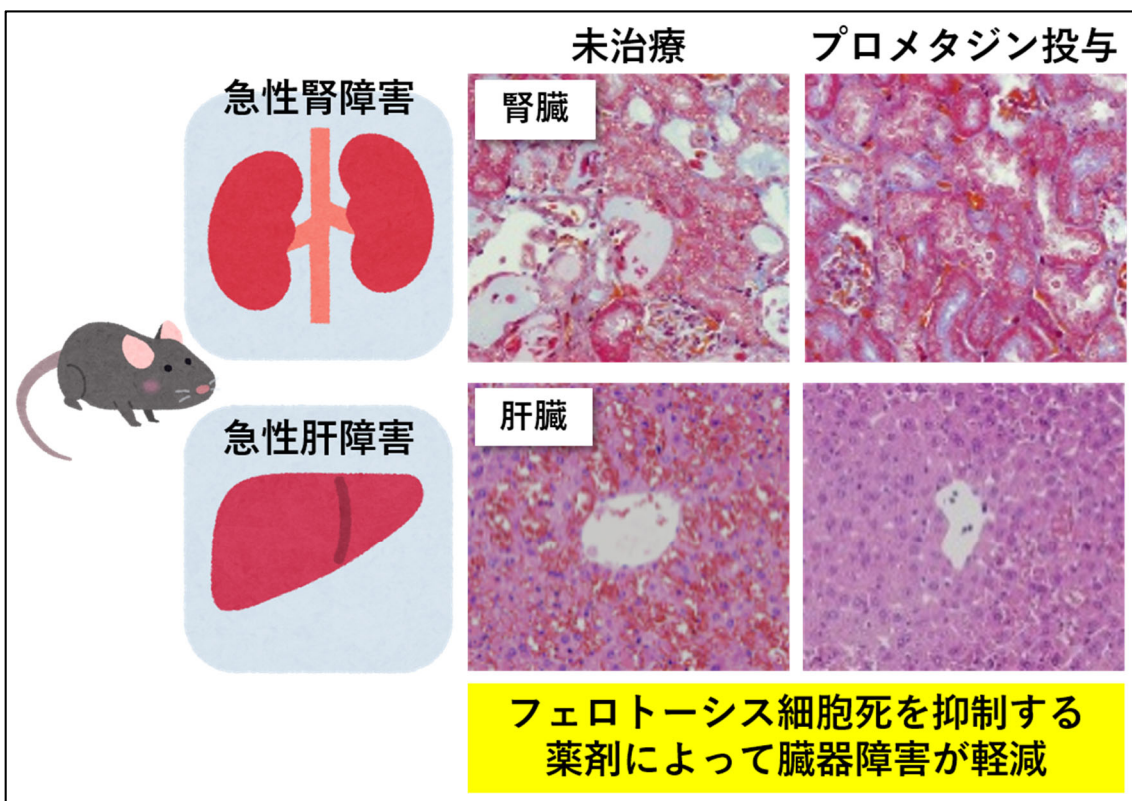 未治療
プロメタジン投与
急性腎障害
腎臓
急性肝障害
肝臓
フェロトーシス細胞死を抑制する
薬剤によって臓器障害が軽減